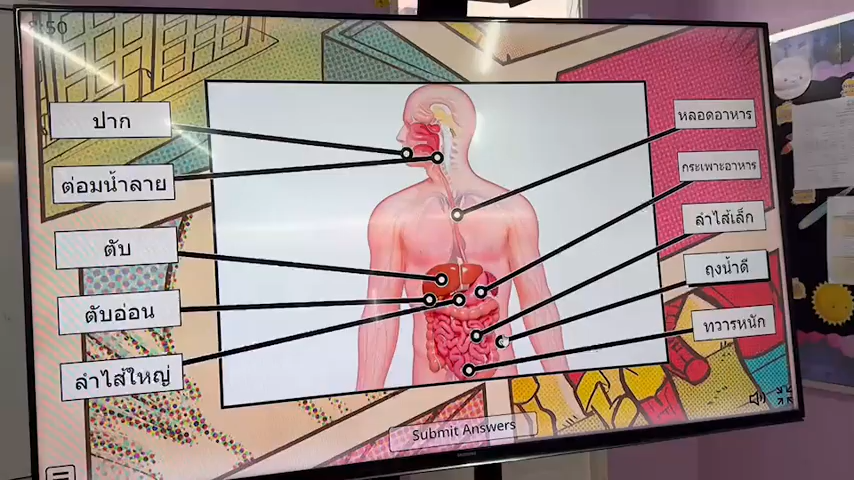 8:50
ปาก
ต่อมน้ำลาย
ตับ
ตับอ่อน
ลำไส้ใหญ่
หลอดอาหาร
กระเพาะอาหาร
ลำไส้เล็ก
ถุงน้ำดี
ทวารหนัก
Submit Answers